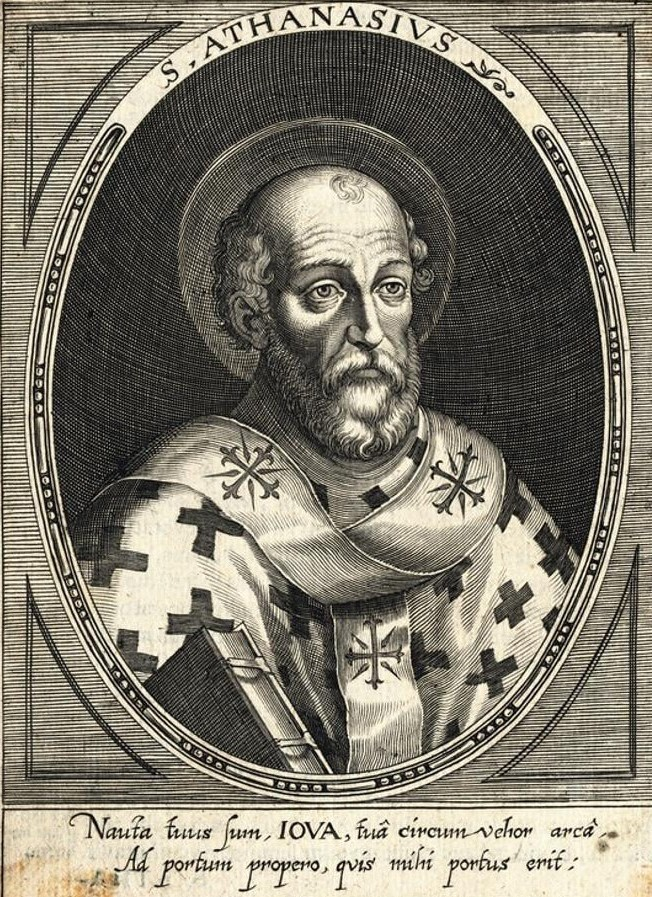 S. ATHANASIVS
Nauta tuus sum, IOVA, tuâ circum vehor arcâ,
Ad portum propero, quis mihi portus erit: